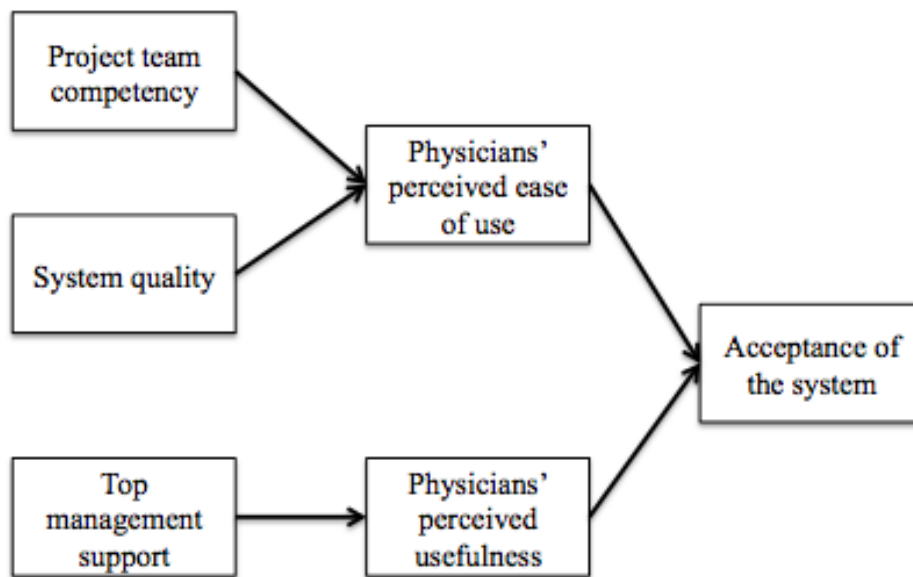 Project team
competency
System quality
Top
management
support
Physicians’
perceived ease
of use
Physicians’
perceived
usefulness
Acceptance of
the system